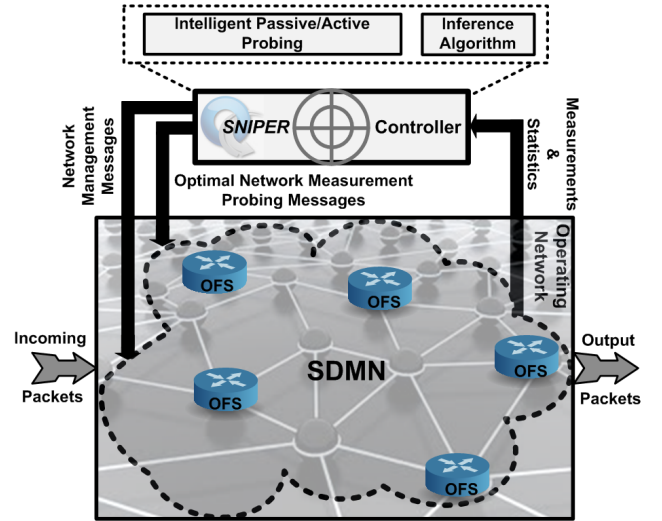 Intelligent Passive/Active
Probing
Inference
Algorithm
SNIPER
Controller
Network
Management
Messages
Optimal Network Measurement
Probing Messages
Measurements
&
Statistics
Operating
Network
OFS
OFS
Incoming
Packets
OFS
SDMN
OFS
Output
Packets
OFS